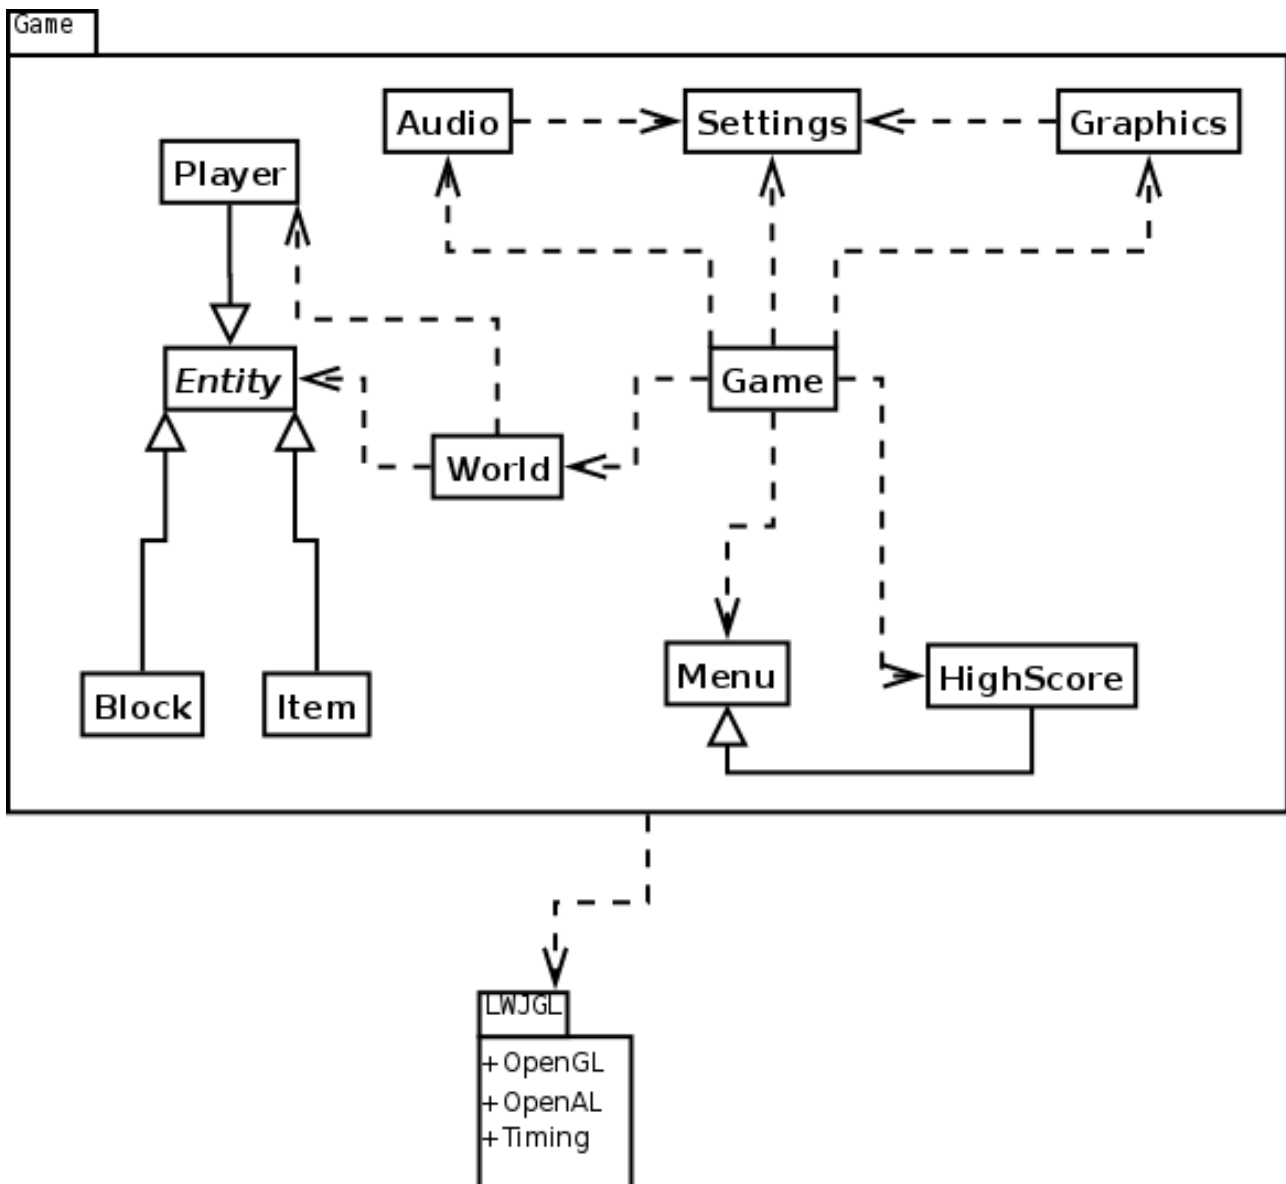 Game
Audio
Settings
Graphics
Player
Entity
Game
World
Menu
HighScore
Block
Item
LWJGL
+OpenGL
+OpenAL
+Timing